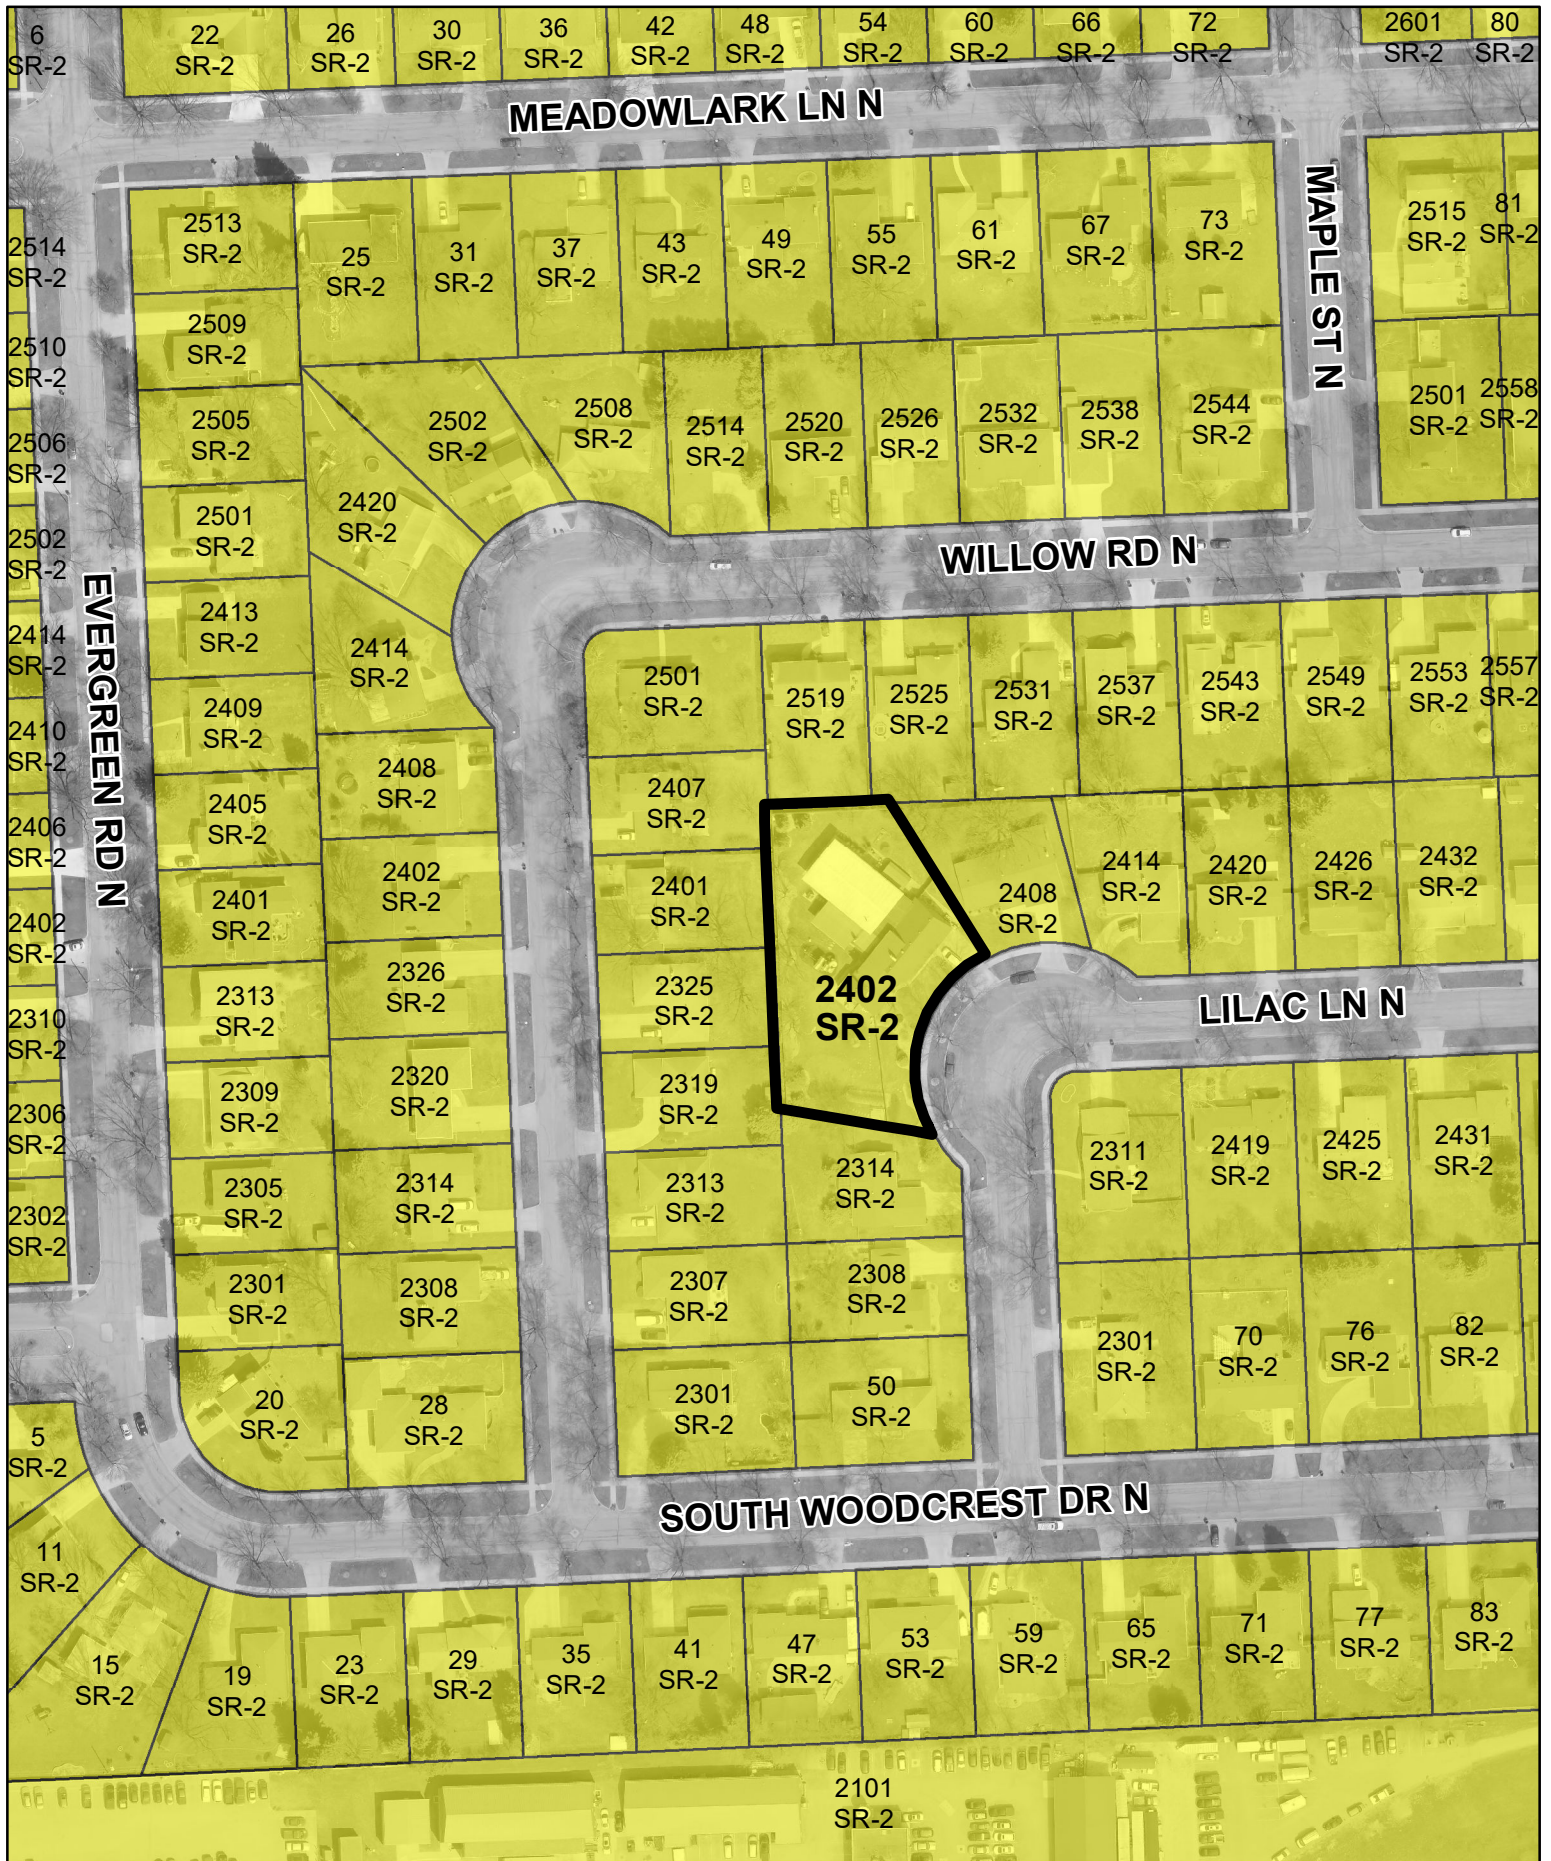 6
SR-2
22
SR-2
26
SR-2
30
SR-2
36
SR-2
42
SR-2
48
SR-2
54
SR-2
60
SR-2
66
SR-2
72
SR-2
2601
SR-2
80
SR-2
MEADOWLARK LN N
2514
SR-2
2513
SR-2
25
SR-2
31
SR-2
37
SR-2
43
SR-2
49
SR-2
55
SR-2
61
SR-2
67
SR-2
73
SR-2
MAPLE ST N
2515
SR-2
81
SR-2
2510
SR-2
2509
SR-2
2506
SR-2
2505
SR-2
2502
SR-2
2508
SR-2
2514
SR-2
2520
SR-2
2526
SR-2
2532
SR-2
2538
SR-2
2544
SR-2
2501
SR-2
2558
SR-2
2502
SR-2
2501
SR-2
2420
SR-2
WILLOW RD N
EVERGREEN RD N
2414
SR-2
2413
SR-2
2414
SR-2
2501
SR-2
2519
SR-2
2525
SR-2
2531
SR-2
2537
SR-2
2543
SR-2
2549
SR-2
2553
SR-2
2557
SR-2
2410
SR-2
2409
SR-2
2408
SR-2
2407
SR-2
2406
SR-2
2405
SR-2
2402
SR-2
2401
SR-2
2408
SR-2
2414
SR-2
2420
SR-2
2426
SR-2
2432
SR-2
2402
SR-2
2401
SR-2
2326
SR-2
2325
SR-2
2402
SR-2
LILAC LN N
2310
SR-2
2313
SR-2
2320
SR-2
2319
SR-2
2306
SR-2
2309
SR-2
2314
SR-2
2313
SR-2
2314
SR-2
2311
SR-2
2419
SR-2
2425
SR-2
2431
SR-2
2302
SR-2
2305
SR-2
2301
SR-2
2308
SR-2
2307
SR-2
2308
SR-2
2301
SR-2
70
SR-2
76
SR-2
82
SR-2
20
SR-2
28
SR-2
2301
SR-2
50
SR-2
5
SR-2
SOUTH WOODCREST DR N
11
SR-2
15
SR-2
19
SR-2
23
SR-2
29
SR-2
35
SR-2
41
SR-2
47
SR-2
53
SR-2
59
SR-2
65
SR-2
71
SR-2
77
SR-2
83
SR-2
2101
SR-2